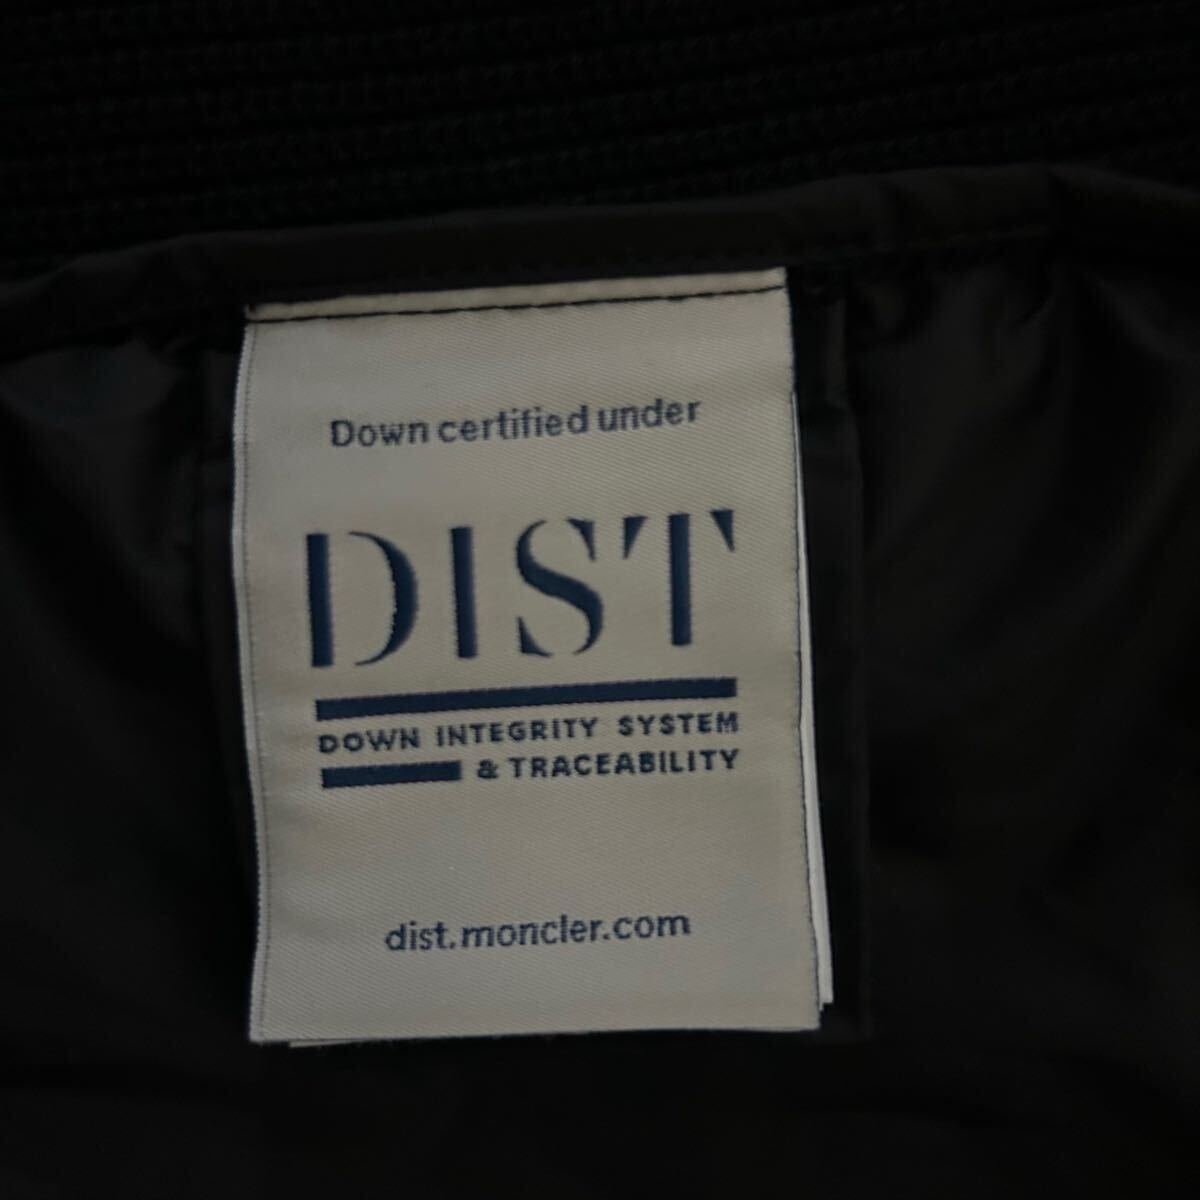 Down certified under
DIST
DOWN INTEGRITY SYSTEM
& TRACEABILITY
dist.moncler.com